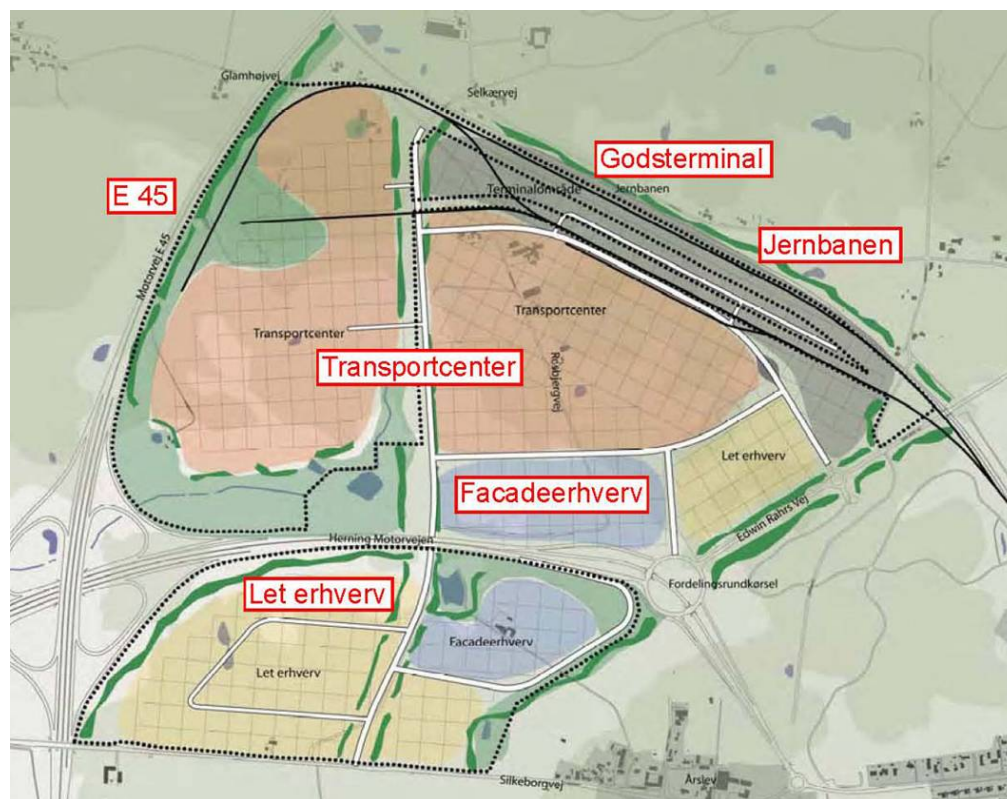 Glamhøjvej
Selkærvej
Godsterminal
E 45
Terminalområde
Jernbanen
Jernbanen
Motorvej E 45
Transportcenter
Transportcenter
Transportcenter
Rosbjergvej
Let erhverv
Facadeerhverv
Edwin Rahrs Vej
Herning Motorvejen
Fordelingsrundkørsel
Let erhverv
Facadeerhverv
Let erhverv
Silkeborgvej
Årslev